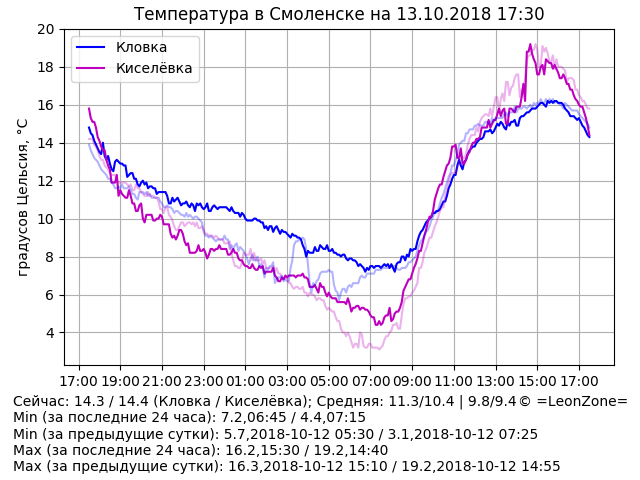 Температура в Смоленске на 13.10.2018 17:30
20
18
16
14
12
10
8
6
4
градусов Цельсия, °C
Кловка
Киселёвка
17:00 19:00 21:00 23:00 01:00 03:00 05:00 07:00 09:00 11:00 13:00 15:00 17:00
Сейчас: 14.3 / 14.4 (Кловка / Киселёвка); Средняя: 11.3/10.4 | 9.8/9.4© =LeonZone=
Min (за последние 24 часа): 7.2,06:45 / 4.4,07:15
Min (за предыдущие сутки): 5.7,2018-10-12 05:30 / 3.1,2018-10-12 07:25
Max (за последние 24 часа): 16.2,15:30 / 19.2,14:40
Max (за предыдущие сутки): 16.3,2018-10-12 15:10 / 19.2,2018-10-12 14:55